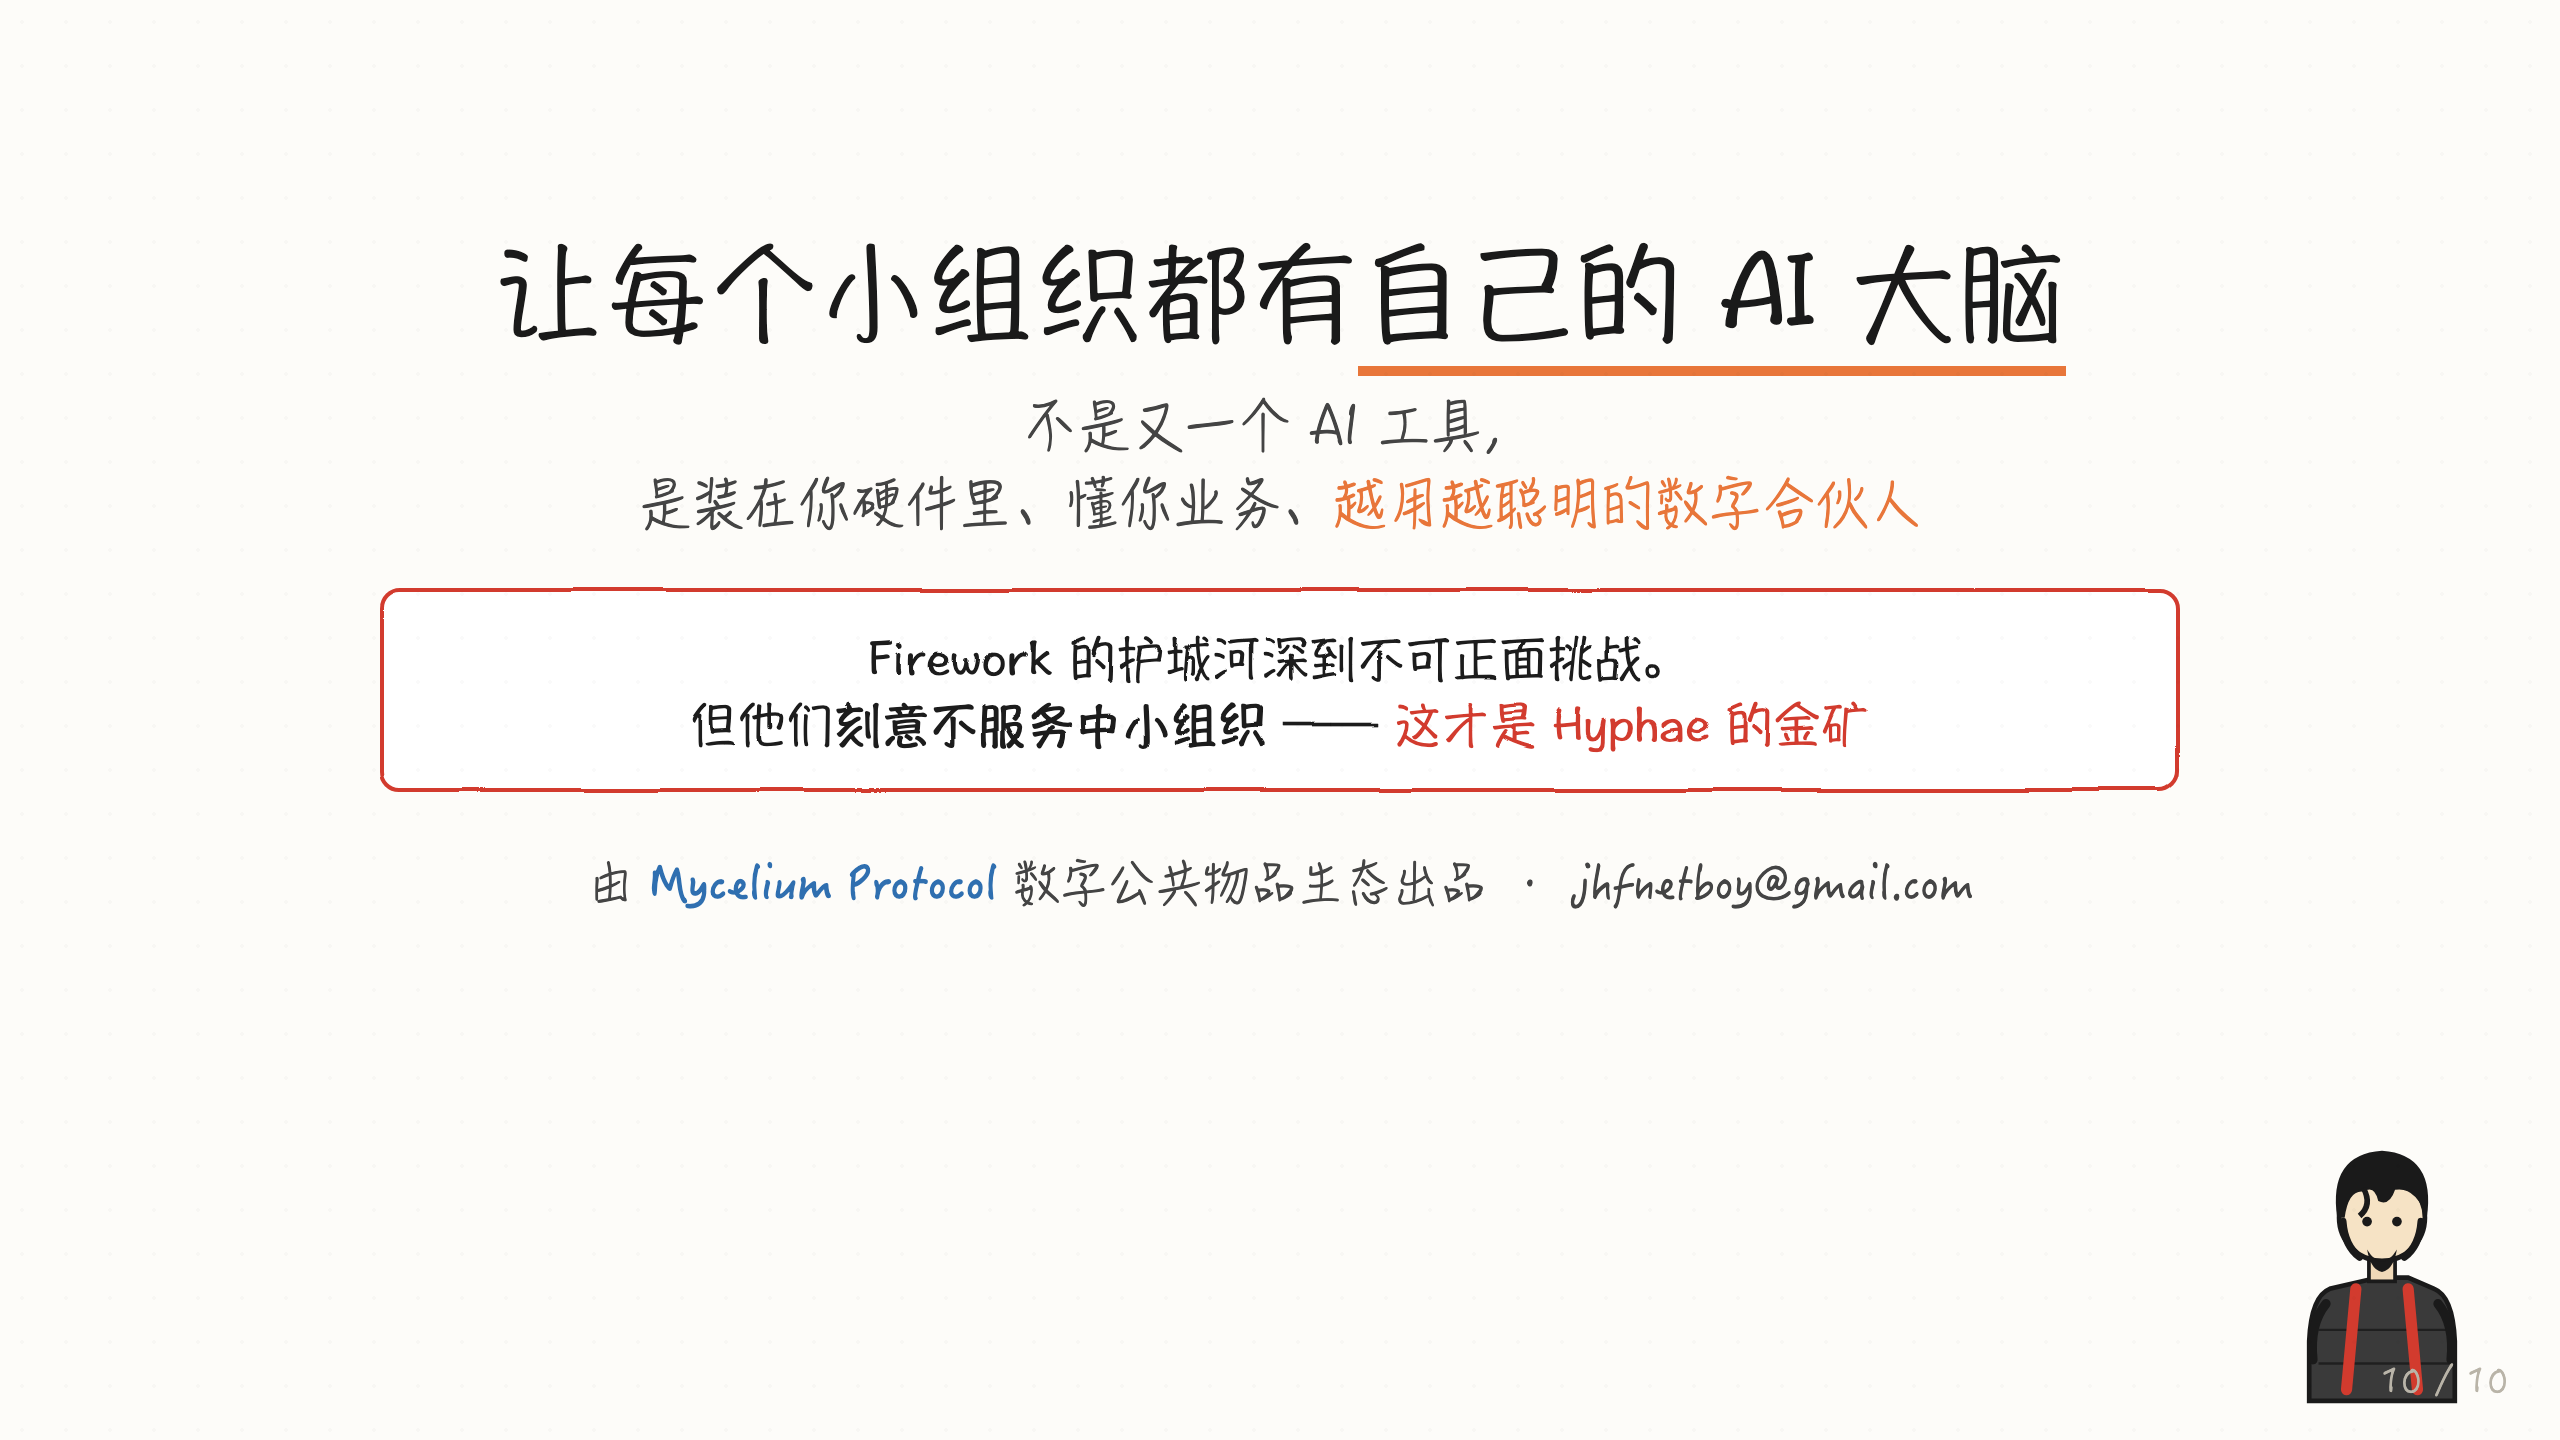 让每个小组织都有自己的 AI 大脑
不是又一个 AI 工具，
是装在你硬件里、懂你业务、越用越聪明的数字合伙人
Firework 的护城河深到不可正面挑战。
但他们刻意不服务中小组织 —— 这才是 Hyphae 的金矿
由 Mycelium Protocol 数字公共物品生态出品 · jhfnetboy@gmail.com
10 / 10